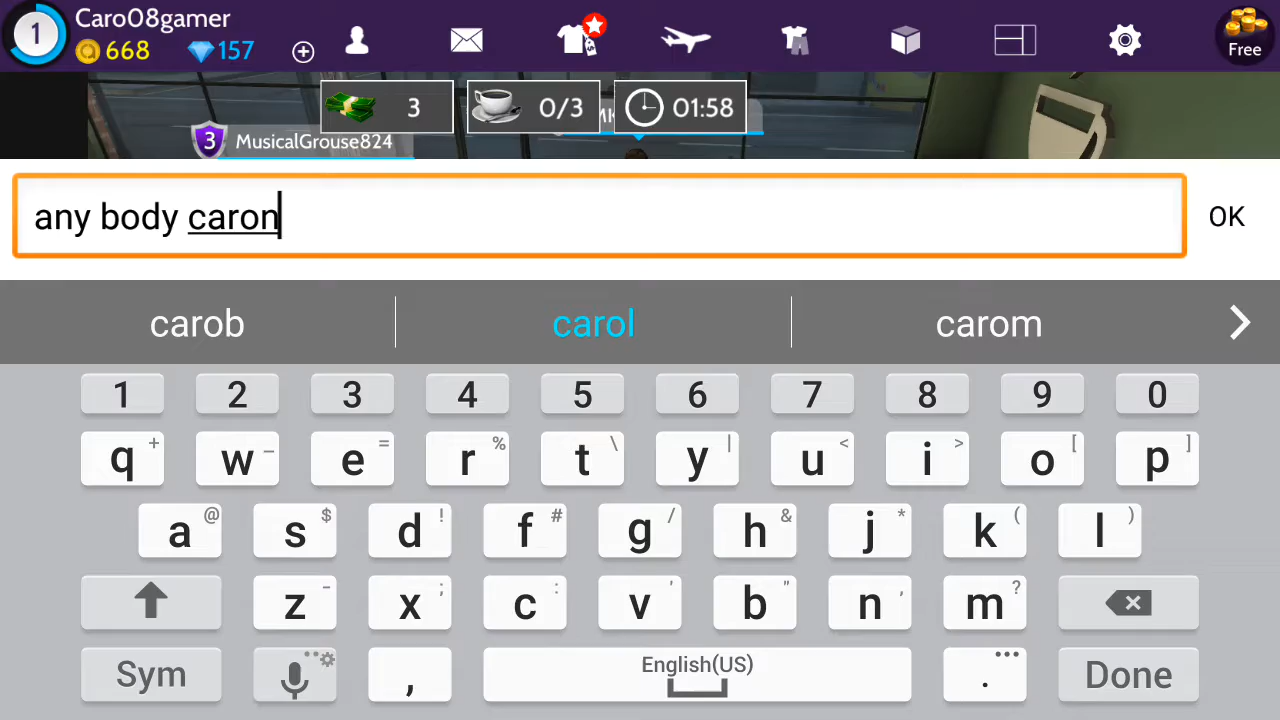 1
Caro08gamer
668
157
Free
3
0/3
01:58
3 MusicalGrouse824
any body caron
OK
carob carol carom
1 2 3 4 5 6 7 8 9 0
q + w - e = r % t \ y | u < i > o [ p ]
a @ s $ d ! f # g / h & j * k ( l )
z - x ; c : v ' b " n , m ?
Sym , English(US) . Done